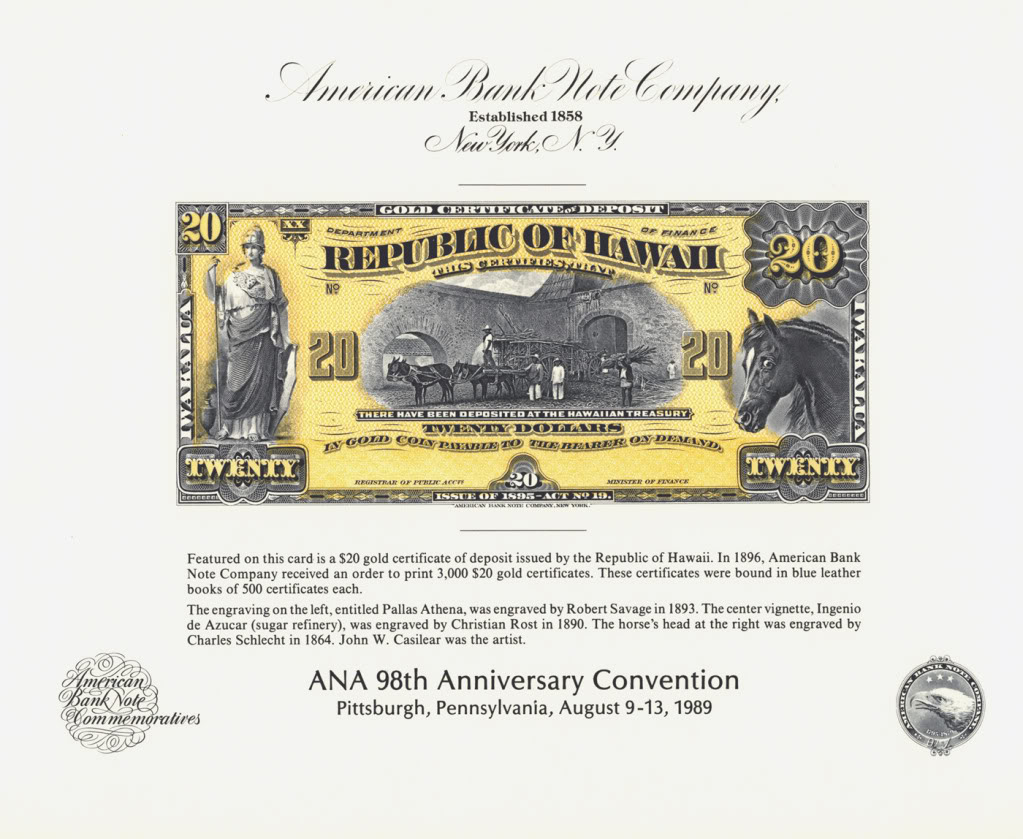 American Bank Note Company,
Established 1858
New York, N. Y.
GOLD CERTIFICATE OF DEPOSIT
20
XX
DEPARTMENT OF FINANCE
20
REPUBLIC OF HAWAII
THIS CERTIFIES THAT
No No
20 20
THERE HAVE BEEN DEPOSITED AT THE HAWAIIAN TREASURY
TWENTY DOLLARS
IN GOLD COIN PAYABLE TO THE BEARER ON DEMAND,
TWENTY
TWENTY
REGISTRAR OF PUBLIC ACCTS
20
MINISTER OF FINANCE
ISSUE OF 1895-ACT No 19.
"AMERICAN BANK NOTE COMPANY, NEW YORK."
Featured on this card is a $20 gold certificate of deposit issued by the Republic of Hawaii. In 1896, American Bank
Note Company received an order to print 3,000 $20 gold certificates. These certificates were bound in blue leather
books of 500 certificates each.
The engraving on the left, entitled Pallas Athena, was engraved by Robert Savage in 1893. The center vignette, Ingenio
de Azucar (sugar refinery), was engraved by Christian Rost in 1890. The horse's head at the right was engraved by
Charles Schlecht in 1864. John W. Casilear was the artist.
ANA 98th Anniversary Convention
Pittsburgh, Pennsylvania, August 9-13, 1989
American
Bank Note
Commemoratives
AMERICAN BANK NOTE COMPANY